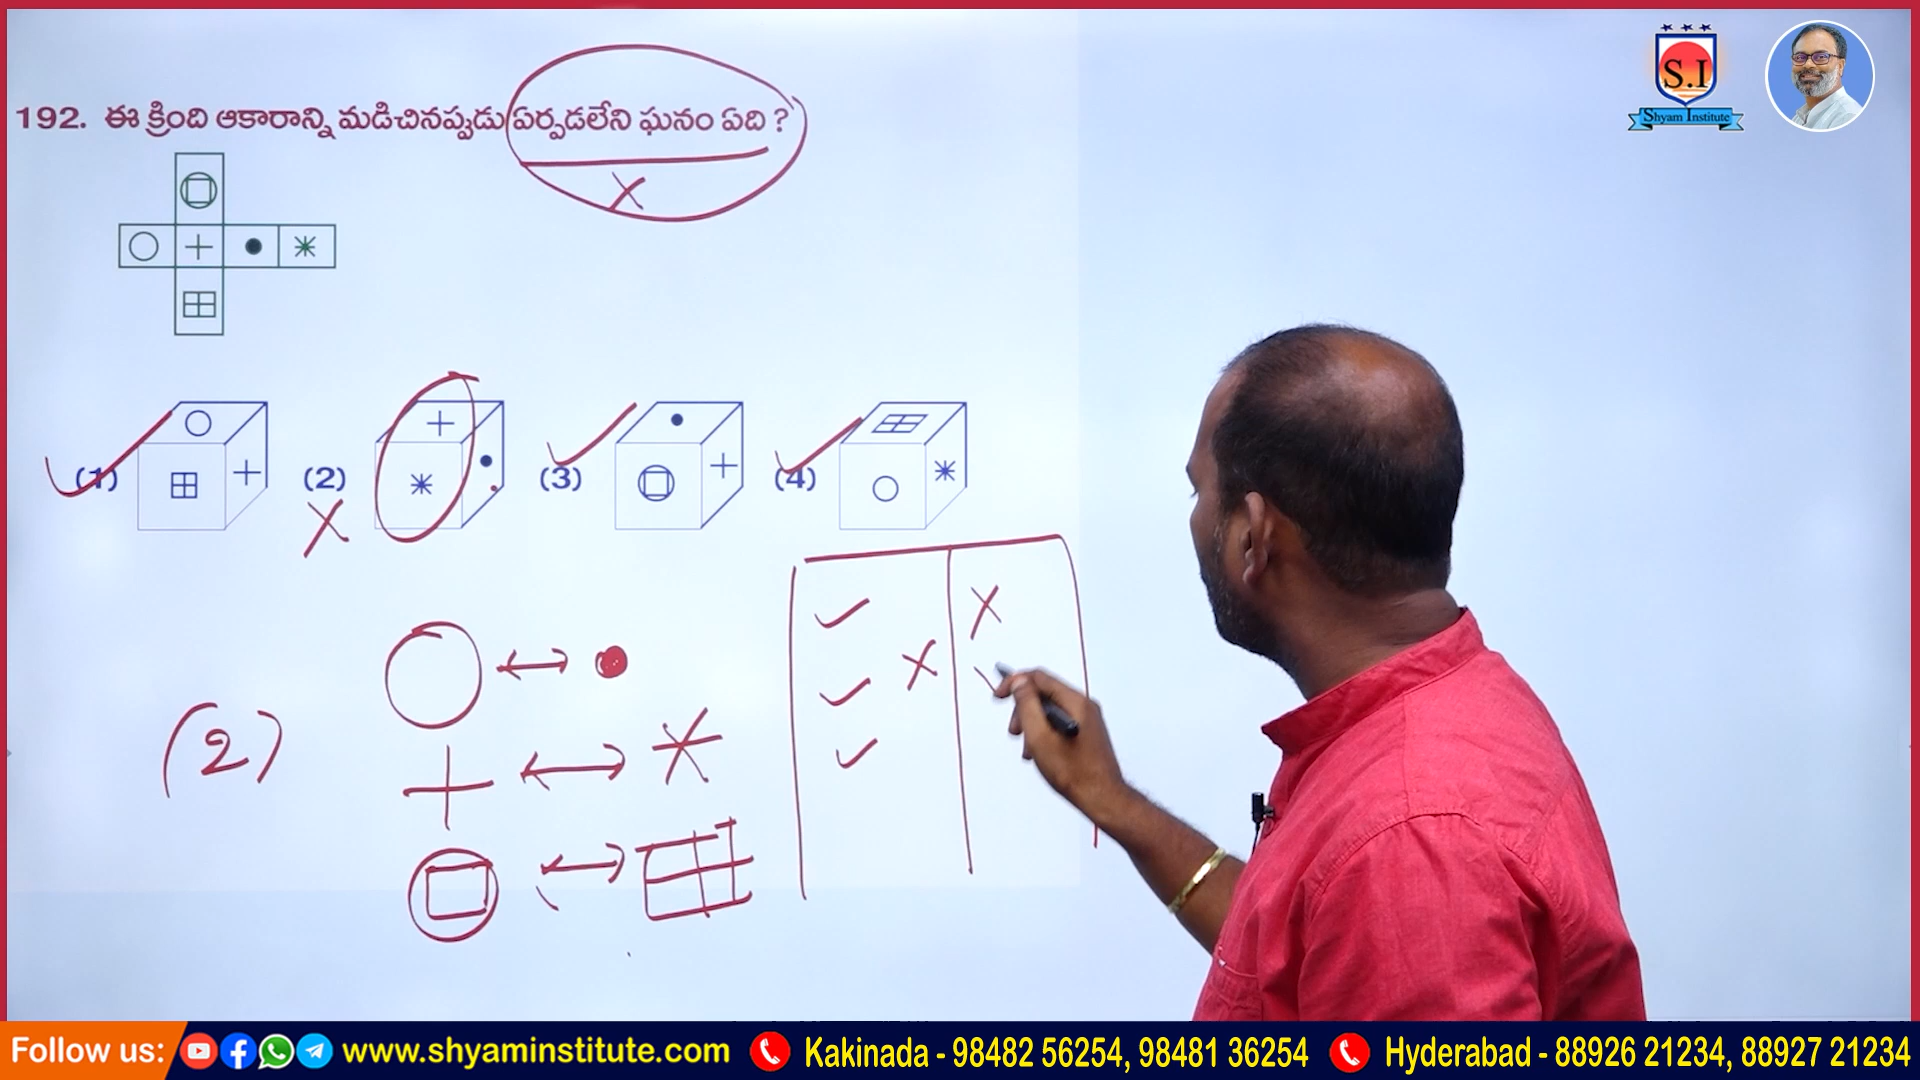 S.I
Shyam Institute
192. ఈ క్రింది ఆకారాన్ని మడిచినప్పుడు ఏర్పడలేని ఘనం ఏది ?
(1) (2) (3) (4)
(2)
Follow us: www.shyaminstitute.com Kakinada - 98482 56254, 98481 36254 Hyderabad - 88926 21234, 88927 21234